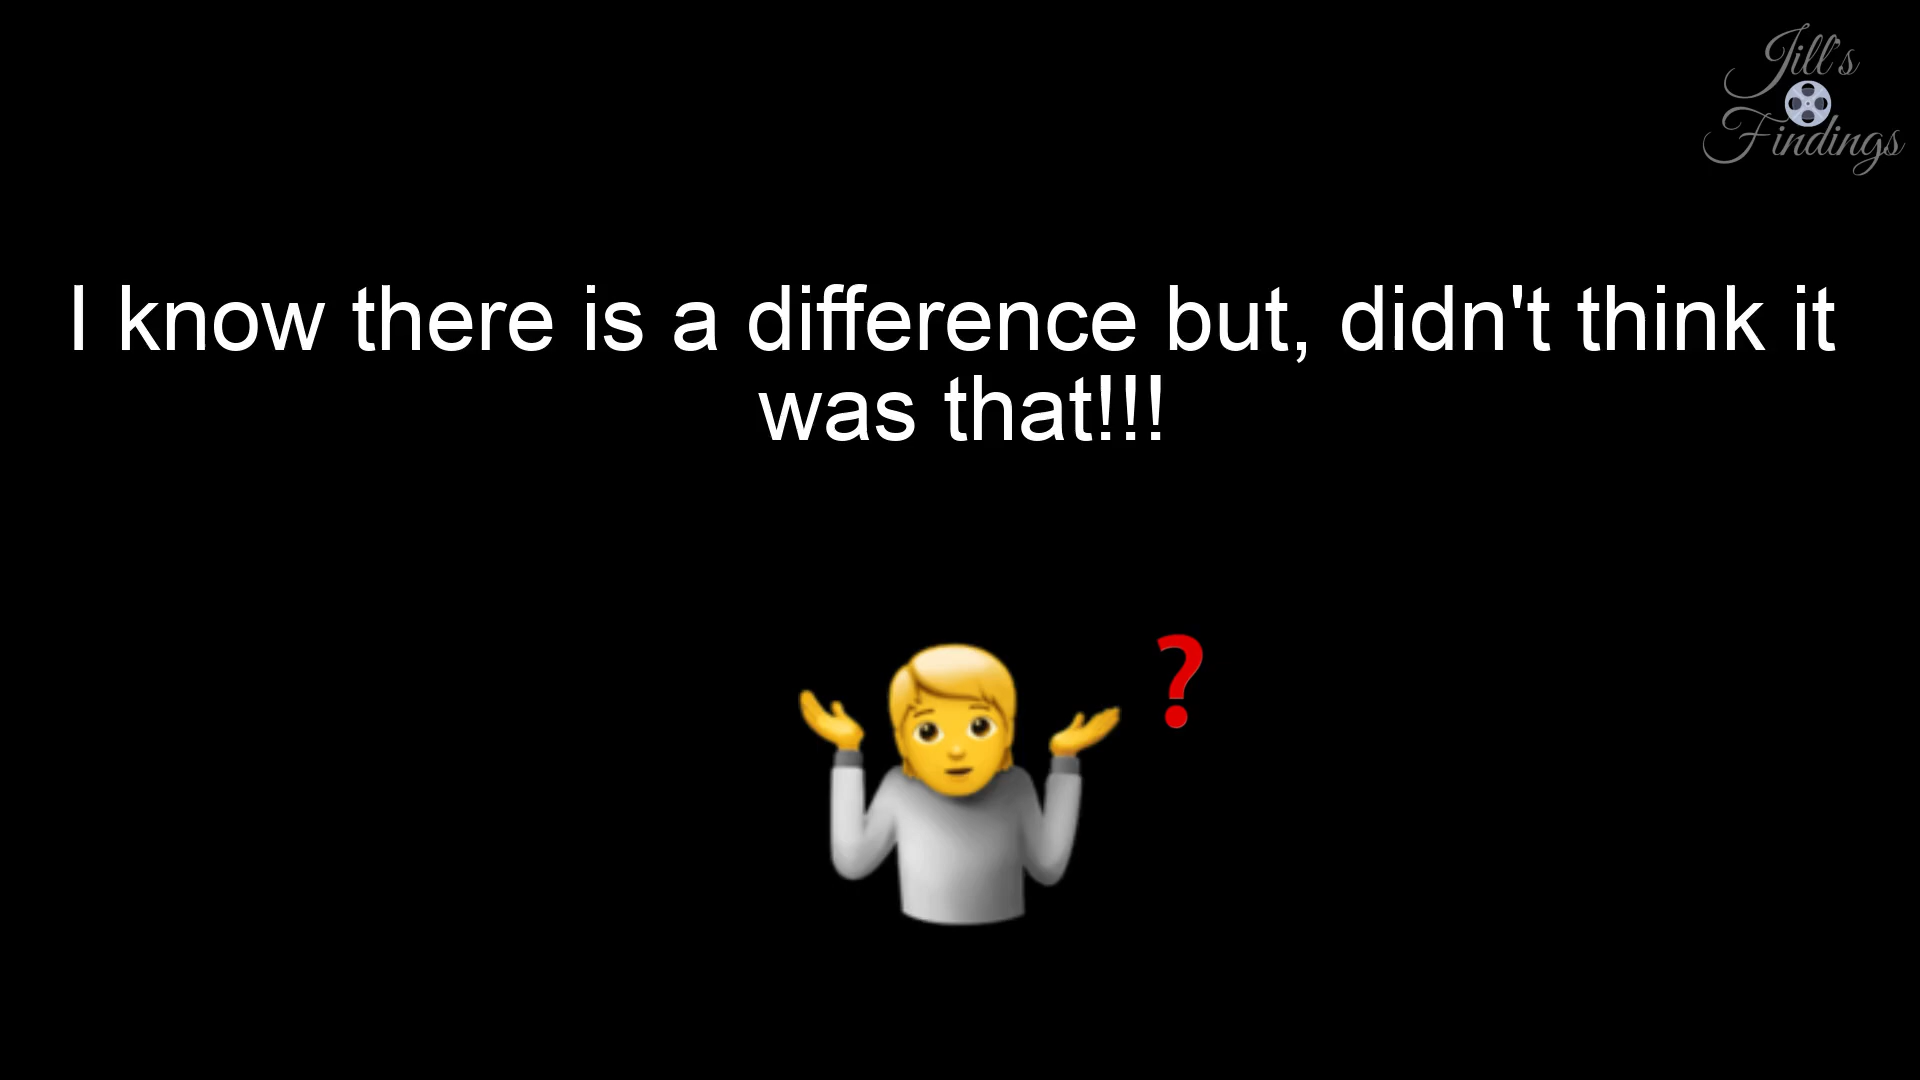 Jill's
Findings
I know there is a difference but, didn't think it
was that!!!
❓